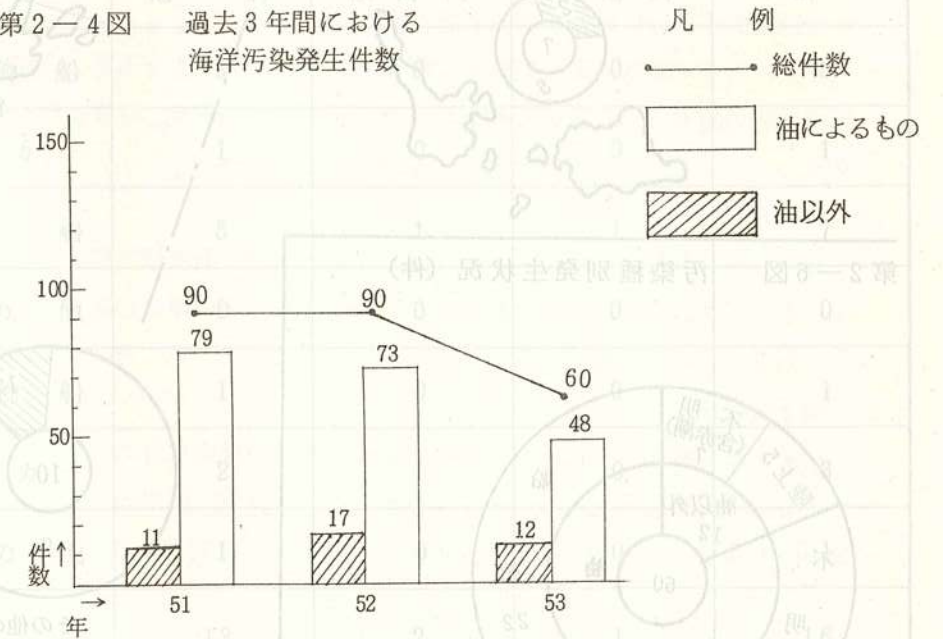 第2－4図 過去3年間における
海洋汚染発生件数
凡 例
総件数
油によるもの
油以外
150
100
50
件数↑
90
90
60
79
73
48
11
17
12
→
年
51
52
53